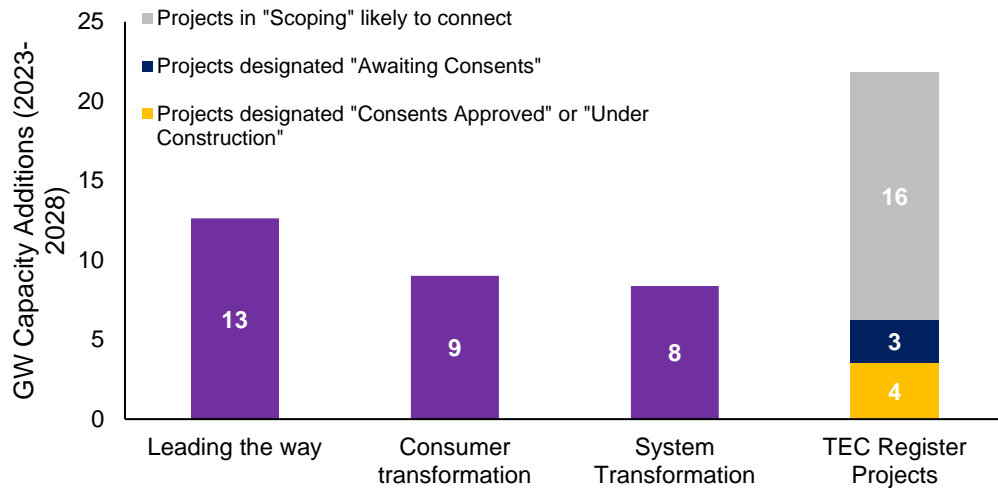 GW Capacity Additions (2023-
2028)
25
20
15
10
5
0
Projects in "Scoping" likely to connect
Projects designated "Awaiting Consents"
Projects designated "Consents Approved" or "Under
Construction"
13
9
8
16
3
4
Leading the way
Consumer
transformation
System
Transformation
TEC Register
Projects